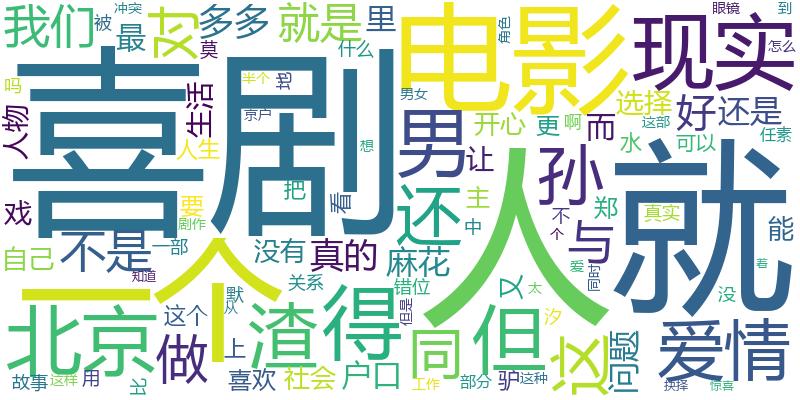 我们
被
冲突
最
对
多多
就是
里
电影
角色
现实
眼镜
到
吗
莫
半个
地
什么
怎么
喜剧
生活
京户
男女
男
开心
更
啊
而
选择
好
还是
这部
任素
人物
人生
想
让
水
可以
人
就
孙
戏
要
剧作
把
看
还
主
中
不
个
郑
真实
能
自己
不是
一部
没有
真的
麻花
与
爱
同时
着
知道
一个
关系
错位
又
太
没
北京
这个
默
从
渣
得
但是
同
但
汐
这
问题
爱情
做
上
故事
这样
用
比
喜欢
社会
户口
工作
部分
驴
这种
抉择
惊喜